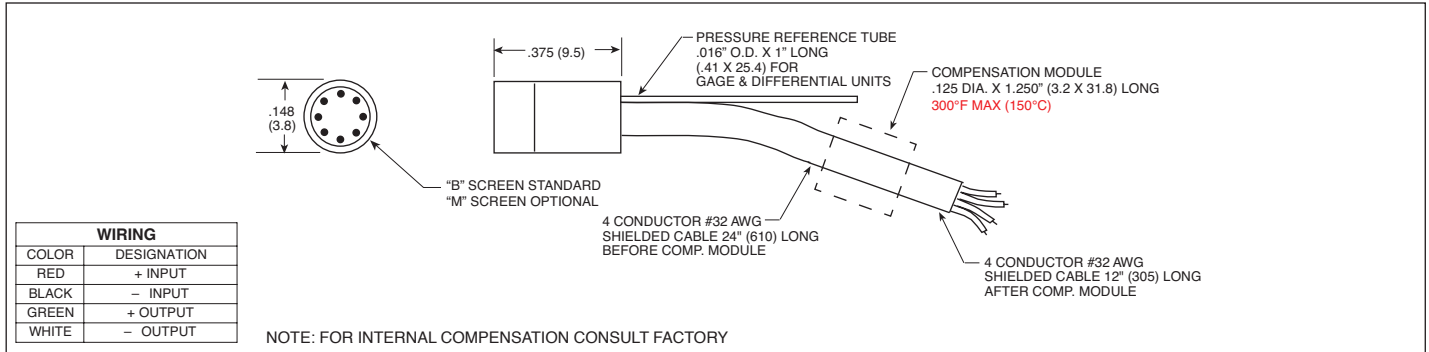 .375 (9.5)
PRESSURE REFERENCE TUBE
.016" O.D. X 1" LONG
(.41 X 25.4) FOR
GAGE & DIFFERENTIAL UNITS
COMPENSATION MODULE
.125 DIA. X 1.250" (3.2 X 31.8) LONG
300°F MAX (150°C)
.148
(3.8)
“B” SCREEN STANDARD
“M” SCREEN OPTIONAL
4 CONDUCTOR #32 AWG
SHIELDED CABLE 24" (610) LONG
BEFORE COMP. MODULE
4 CONDUCTOR #32 AWG
SHIELDED CABLE 12" (305) LONG
AFTER COMP. MODULE
WIRING
COLOR DESIGNATION
RED + INPUT
BLACK – INPUT
GREEN + OUTPUT
WHITE – OUTPUT
NOTE: FOR INTERNAL COMPENSATION CONSULT FACTORY